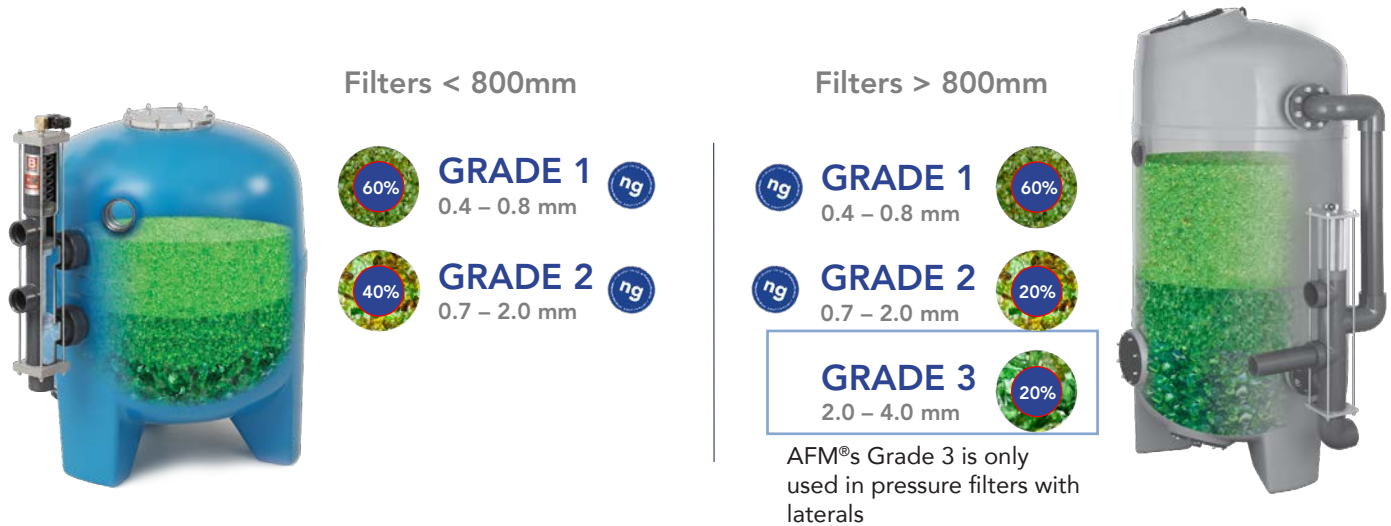 Filters < 800mm
60%
GRADE 1
ng
0.4 – 0.8 mm
40%
GRADE 2
ng
0.7 – 2.0 mm
Filters > 800mm
ng
GRADE 1
60%
0.4 – 0.8 mm
ng
GRADE 2
20%
0.7 – 2.0 mm
GRADE 3
20%
2.0 – 4.0 mm
AFM®s Grade 3 is only
used in pressure filters with
laterals